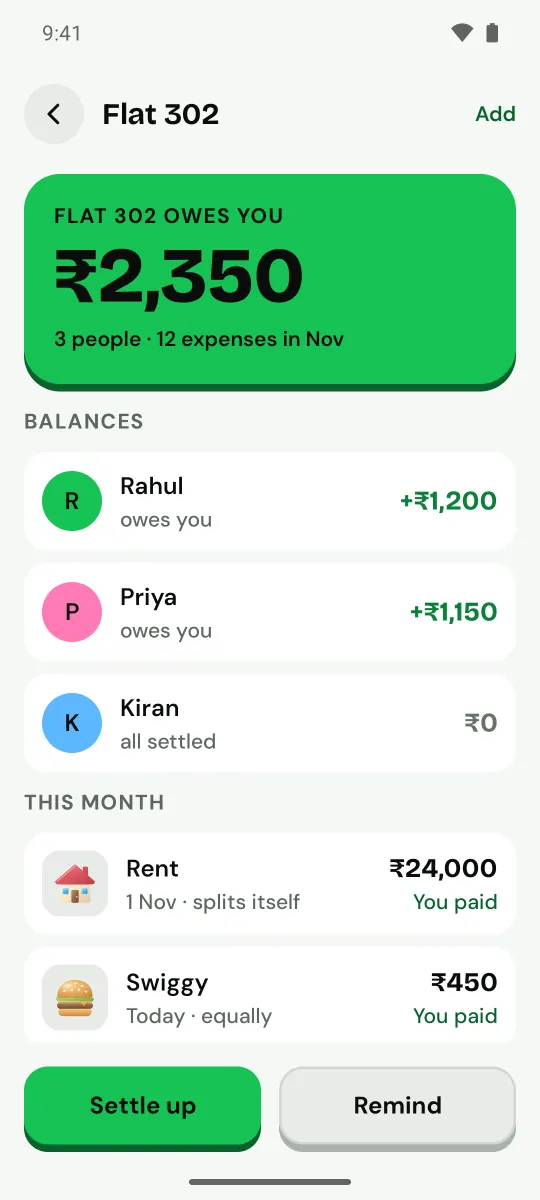 9:41
Flat 302
Add
FLAT 302 OWES YOU
₹2,350
3 people · 12 expenses in Nov
BALANCES
R
Rahul
owes you
+₹1,200
P
Priya
owes you
+₹1,150
K
Kiran
all settled
₹0
THIS MONTH
Rent
1 Nov · splits itself
₹24,000
You paid
Swiggy
Today · equally
₹450
You paid
Settle up
Remind